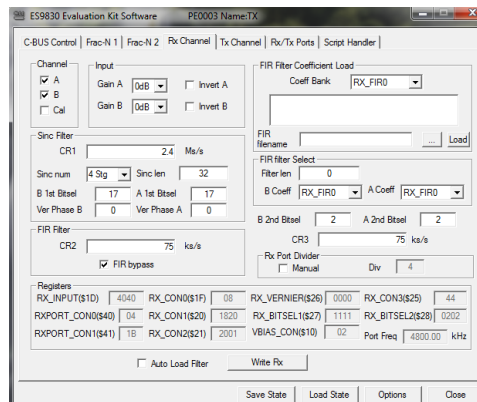 ES9830 Evaluation Kit Software PE0003 Name:TX
C-BUS Control Frac-N 1 Frac-N 2 Rx Channel Tx Channel Rx/Tx Ports Script Handler
Channel
A
B
Cal
Input
Gain A 0dB Invert A
Gain B 0dB Invert B
FIR Filter Coefficient Load
Coeff Bank RX_FIR0
FIR filename ... Load
Sinc Filter
CR1 2.4 Ms/s
Sinc num 4 Stg Sinc len 32
B 1st Bitsel 17 A 1st Bitsel 17
Ver Phase B 0 Ver Phase A 0
FIR filter Select
Filter len 0
B Coeff RX_FIR0 A Coeff RX_FIR0
B 2nd Bitsel 2 A 2nd Bitsel 2
CR3 75 ks/s
FIR Filter
CR2 75 ks/s
FIR bypass
Rx Port Divider
Manual Div 4
Registers
RX_INPUT($1D) 4040 RX_CON0($1F) 08 RX_VERNIER($26) 0000 RX_CON3($25) 44
RXPORT_CON0($40) 04 RX_CON1($20) 1820 RX_BITSEL1($27) 1111 RX_BITSEL2($28) 0202
RXPORT_CON1($41) 1B RX_CON2($21) 2001 VBIAS_CON($10) 02 Port Freq 4800.00 kHz
Auto Load Filter Write Rx
Save State Load State Options Close